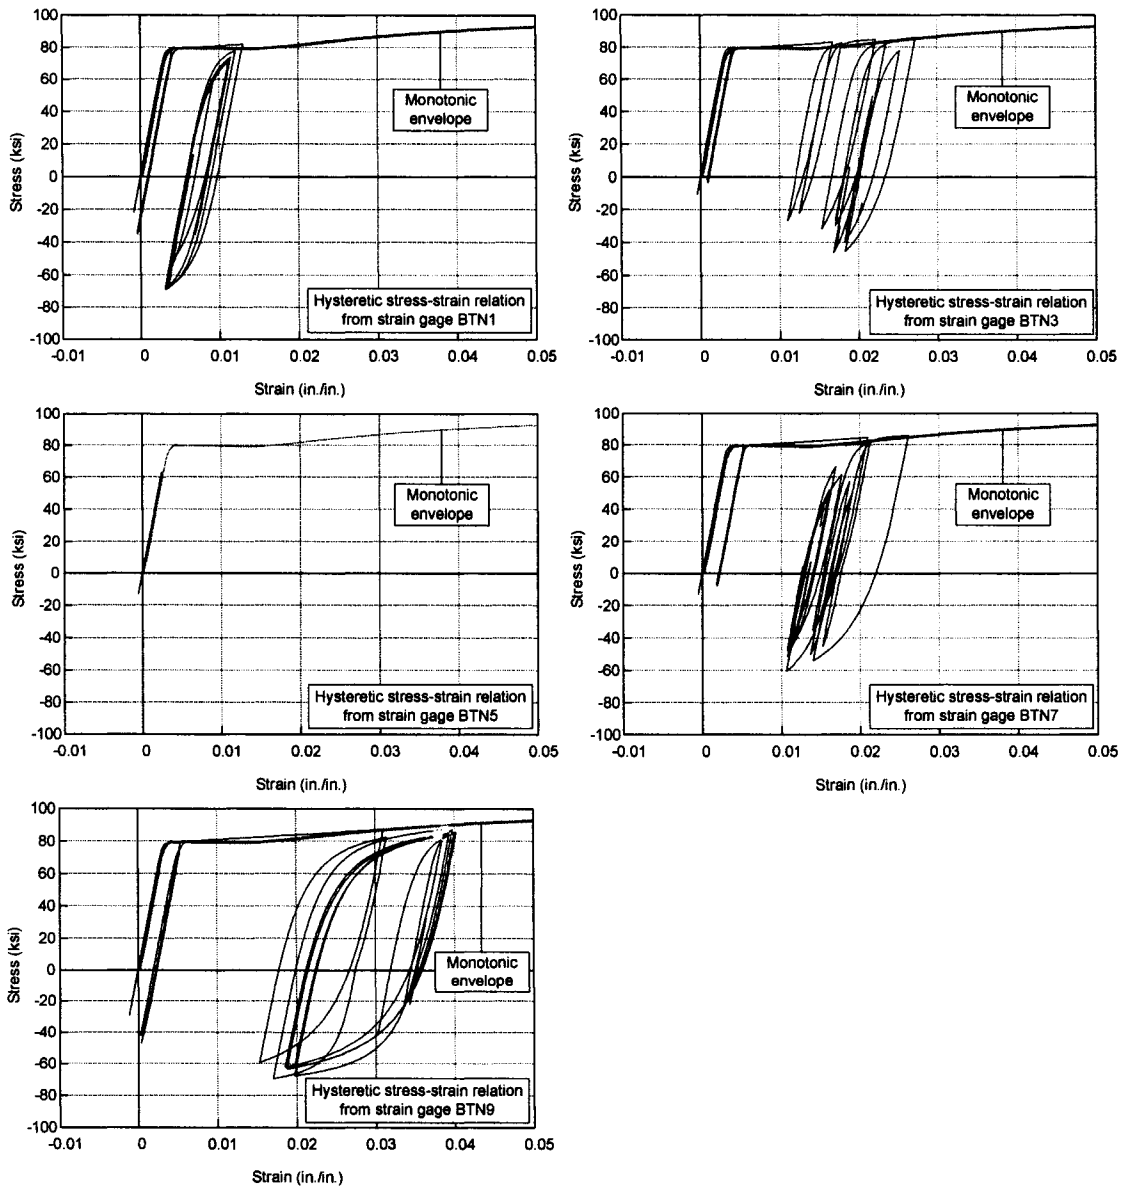 100
80
60
40
20
0
-20
-40
-60
-80
-100
Stress (ksi)
Monotonic
envelope
Hysteretic stress-strain relation
from strain gage BTN1
-0.01 0 0.01 0.02 0.03 0.04 0.05
Strain (in./in.)
100
80
60
40
20
0
-20
-40
-60
-80
-100
Stress (ksi)
Monotonic
envelope
Hysteretic stress-strain relation
from strain gage BTN3
-0.01 0 0.01 0.02 0.03 0.04 0.05
Strain (in./in.)
100
80
60
40
20
0
-20
-40
-60
-80
-100
Stress (ksi)
Monotonic
envelope
Hysteretic stress-strain relation
from strain gage BTN5
-0.01 0 0.01 0.02 0.03 0.04 0.05
Strain (in./in.)
100
80
60
40
20
0
-20
-40
-60
-80
-100
Stress (ksi)
Monotonic
envelope
Hysteretic stress-strain relation
from strain gage BTN7
-0.01 0 0.01 0.02 0.03 0.04 0.05
Strain (in./in.)
100
80
60
40
20
0
-20
-40
-60
-80
-100
Stress (ksi)
Monotonic
envelope
Hysteretic stress-strain relation
from strain gage BTN9
-0.01 0 0.01 0.02 0.03 0.04 0.05
Strain (in./in.)